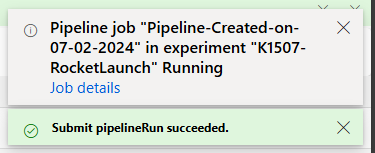 Pipeline job "Pipeline-Created-on-
07-02-2024" in experiment "K1507-
RocketLaunch" Running
Job details
Submit pipelineRun succeeded.